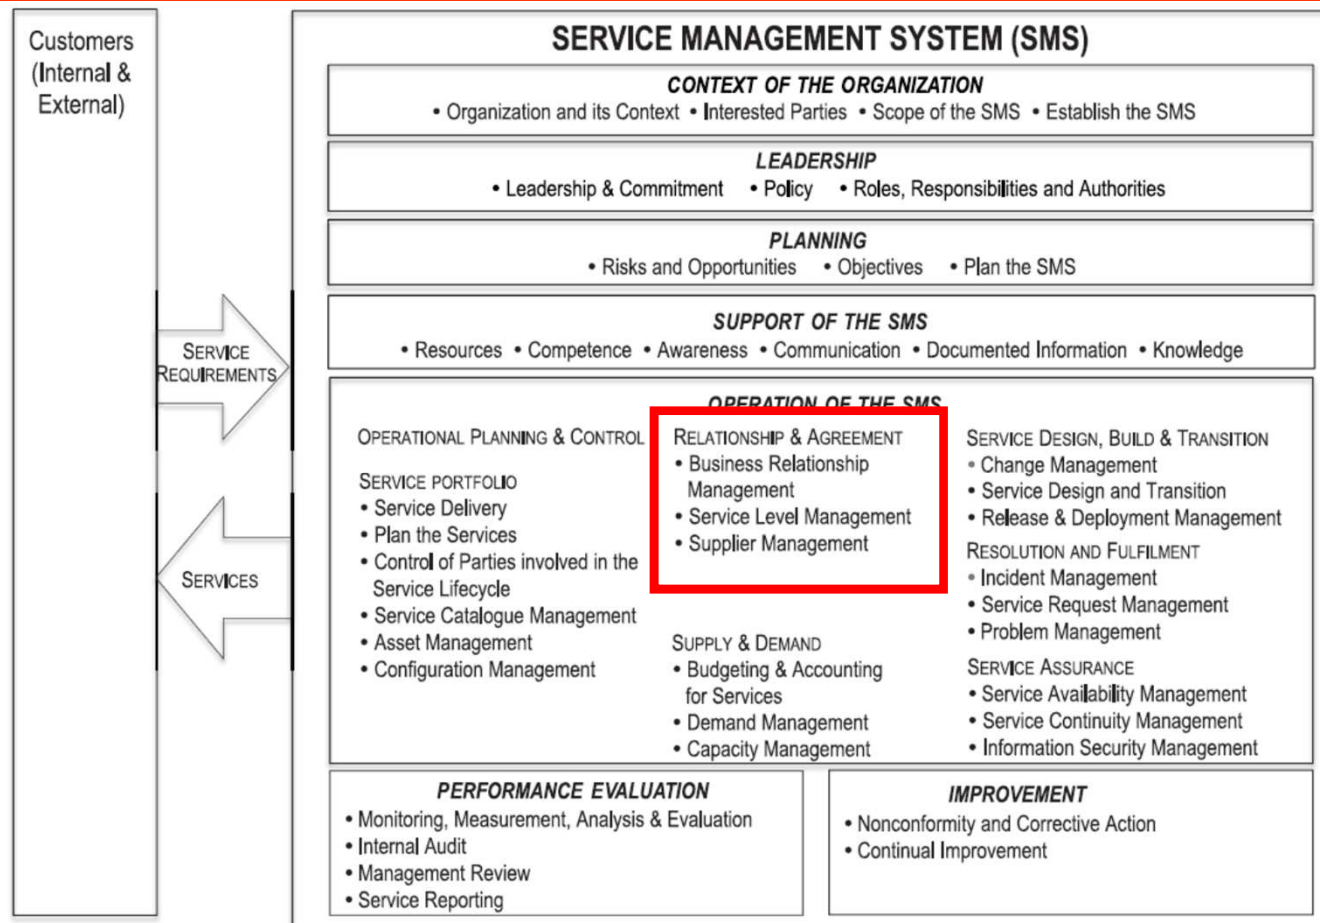 Customers
(Internal &
External)
SERVICE REQUIREMENTS
SERVICES
SERVICE MANAGEMENT SYSTEM (SMS)
CONTEXT OF THE ORGANIZATION
• Organization and its Context • Interested Parties • Scope of the SMS • Establish the SMS
LEADERSHIP
• Leadership & Commitment • Policy • Roles, Responsibilities and Authorities
PLANNING
• Risks and Opportunities • Objectives • Plan the SMS
SUPPORT OF THE SMS
• Resources • Competence • Awareness • Communication • Documented Information • Knowledge
OPERATION OF THE SMS
OPERATIONAL PLANNING & CONTROL
SERVICE PORTFOLIO
• Service Delivery
• Plan the Services
• Control of Parties involved in the
Service Lifecycle
• Service Catalogue Management
• Asset Management
• Configuration Management
RELATIONSHIP & AGREEMENT
• Business Relationship
Management
• Service Level Management
• Supplier Management
SUPPLY & DEMAND
• Budgeting & Accounting
for Services
• Demand Management
• Capacity Management
SERVICE DESIGN, BUILD & TRANSITION
• Change Management
• Service Design and Transition
• Release & Deployment Management
RESOLUTION AND FULFILMENT
• Incident Management
• Service Request Management
• Problem Management
SERVICE ASSURANCE
• Service Availability Management
• Service Continuity Management
• Information Security Management
PERFORMANCE EVALUATION
• Monitoring, Measurement, Analysis & Evaluation
• Internal Audit
• Management Review
• Service Reporting
IMPROVEMENT
• Nonconformity and Corrective Action
• Continual Improvement